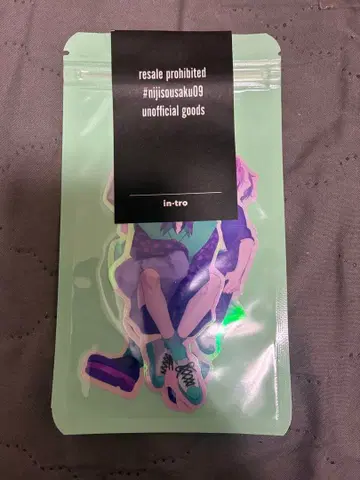 resale prohibited
#nijisousaku09
unofficial goods
in-tro